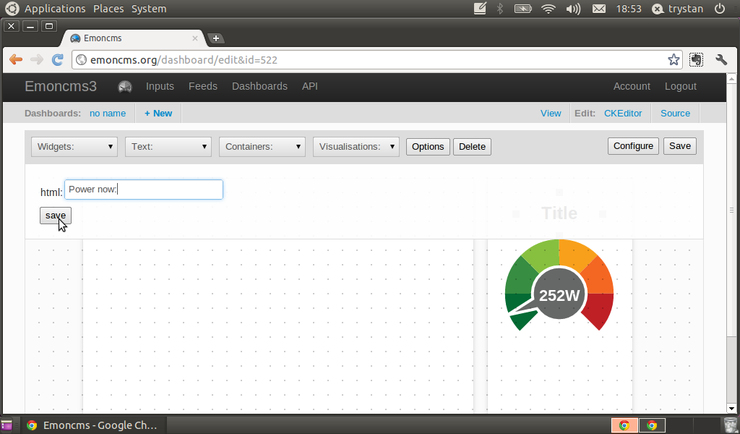 Applications Places System 18:53 trystan
Emoncms
emoncms.org/dashboard/edit&id=522
Emoncms3 Inputs Feeds Dashboards API Account Logout
Dashboards: no name + New View Edit: CKEditor Source
Widgets: Text: Containers: Visualisations: Options Delete Configure Save
html: Power now:
save
Title
252W
Emoncms - Google Ch...